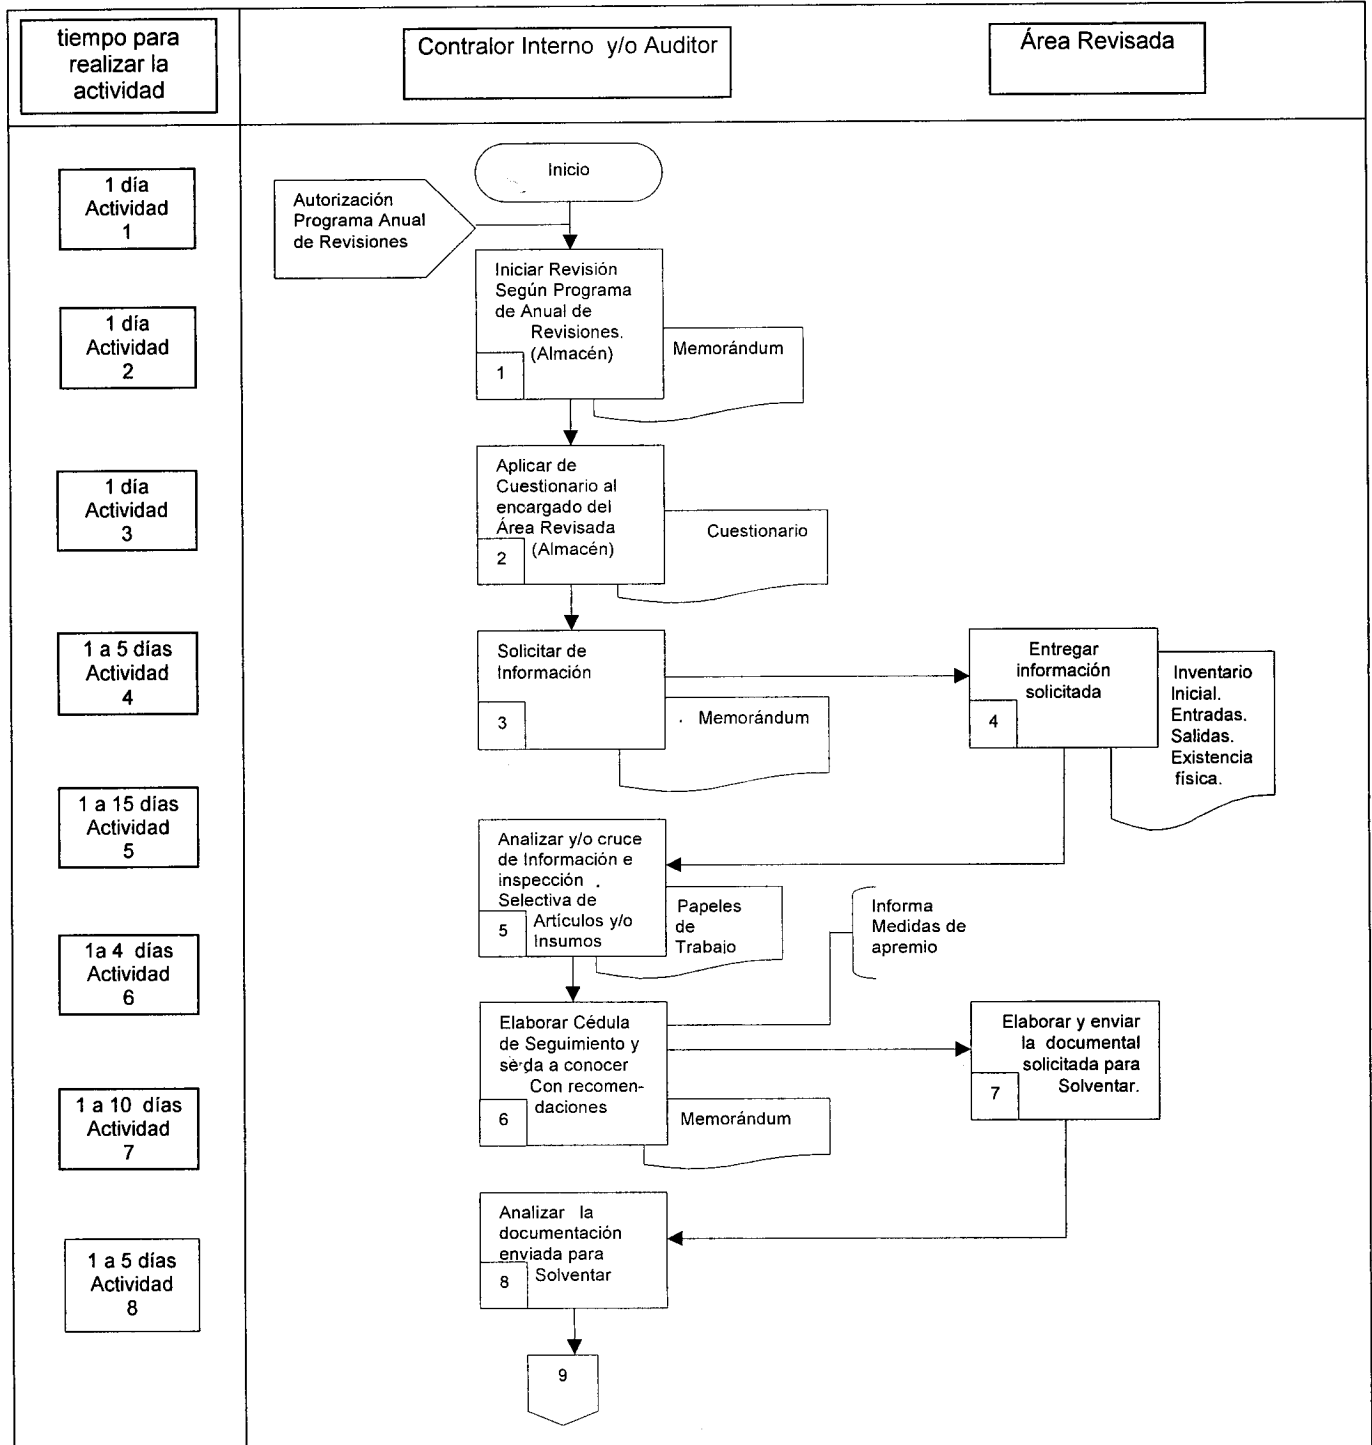 tiempo para
realizar la
actividad
Contralor Interno y/o Auditor
Área Revisada
1 día
Actividad
1
Inicio
Autorización
Programa Anual
de Revisiones
Iniciar Revisión
Según Programa
de Anual de
Revisiones.
(Almacén)
1
Memorándum
1 día
Actividad
2
Aplicar de
Cuestionario al
encargado del
Área Revisada
(Almacén)
2
Cuestionario
1 día
Actividad
3
Solicitar de
Información
3
Memorándum
1 a 5 días
Actividad
4
Entregar
información
solicitada
4
Inventario
Inicial.
Entradas.
Salidas.
Existencia
física.
1 a 15 días
Actividad
5
Analizar y/o cruce
de Información e
inspección
Selectiva de
Artículos y/o
Insumos
5
Papeles
de
Trabajo
Informa
Medidas de
apremio
1a 4 días
Actividad
6
Elaborar Cédula
de Seguimiento y
se da a conocer
Con recomen-
daciones
6
Memorándum
Elaborar y enviar
la documental
solicitada para
Solventar.
7
1 a 10 días
Actividad
7
Analizar la
documentación
enviada para
Solventar
8
1 a 5 días
Actividad
8
9